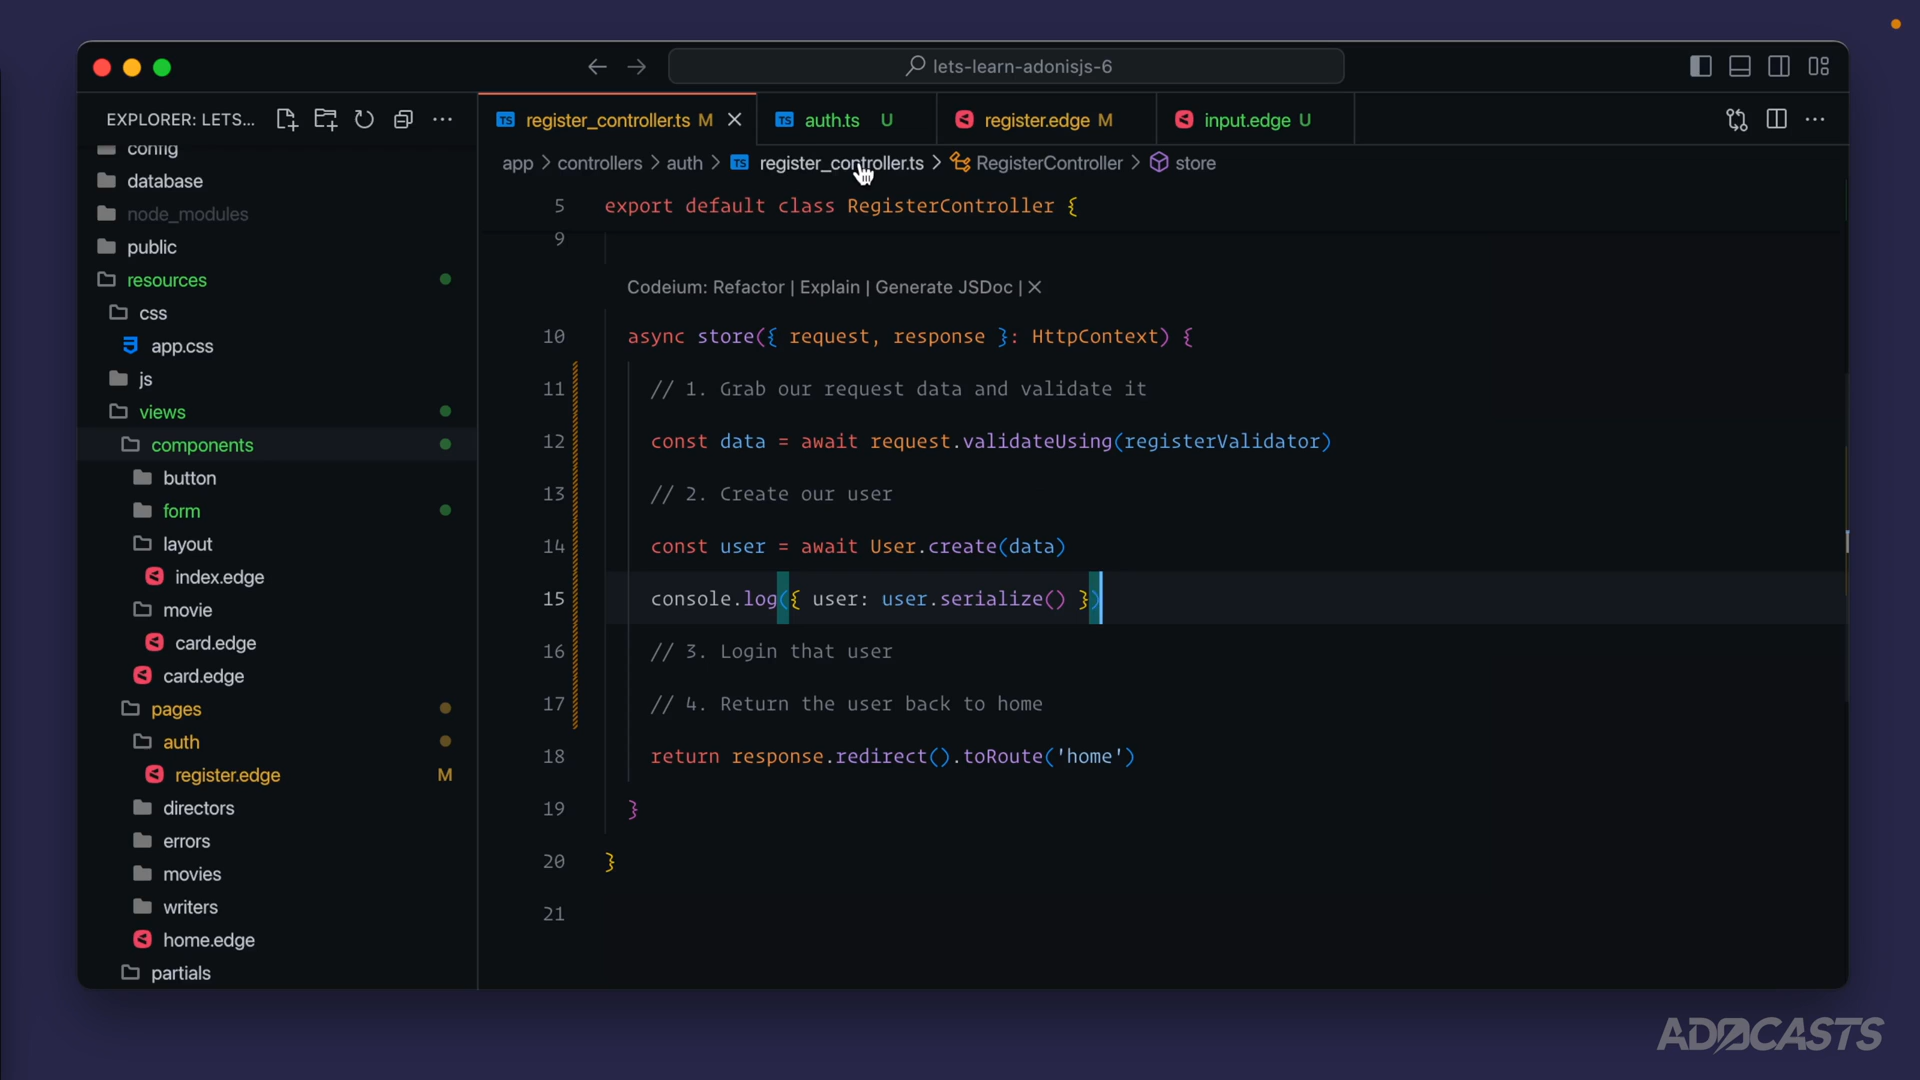 lets-learn-adonisjs-6
EXPLORER: LETS...
register_controller.ts M
auth.ts U
register.edge M
input.edge U
app > controllers > auth > TS register_controller.ts > RegisterController > store
config
database
node_modules
public
resources
css
app.css
js
views
components
button
form
layout
index.edge
movie
card.edge
card.edge
pages
auth
register.edge M
directors
errors
movies
writers
home.edge
partials
5 export default class RegisterController {
9
Codeium: Refactor | Explain | Generate JSDoc | X
10 async store({ request, response }: HttpContext) {
11 // 1. Grab our request data and validate it
12 const data = await request.validateUsing(registerValidator)
13 // 2. Create our user
14 const user = await User.create(data)
15 console.log({ user: user.serialize() })
16 // 3. Login that user
17 // 4. Return the user back to home
18 return response.redirect().toRoute('home')
19 }
20 }
21
ADOCASTS